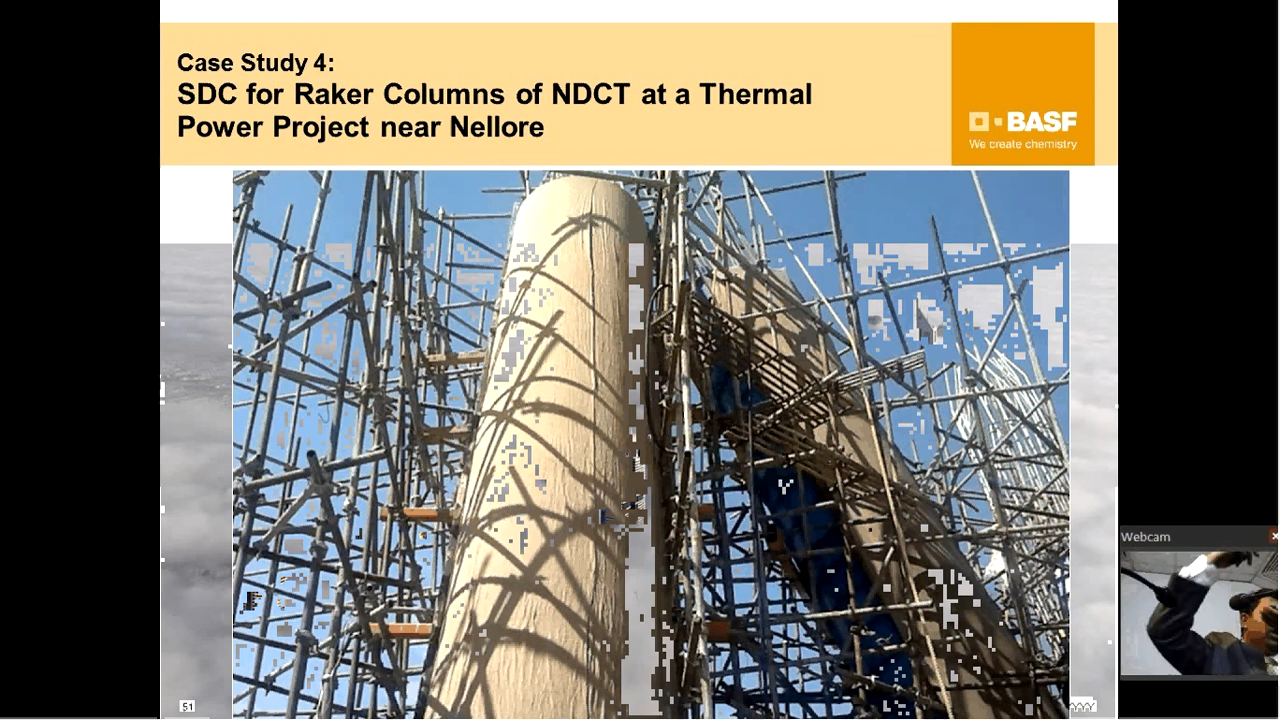 Case Study 4:
SDC for Raker Columns of NDCT at a Thermal
Power Project near Nellore
BASF
We create chemistry
Webcam
51